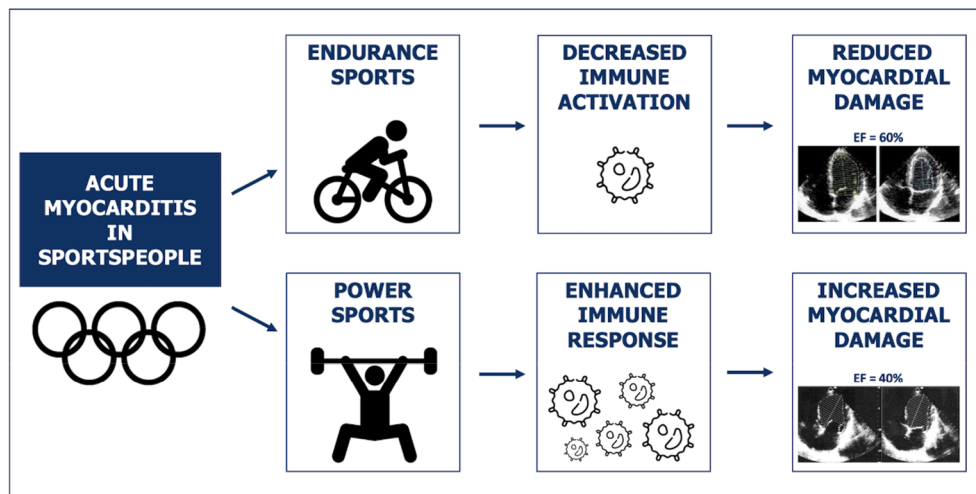 ACUTE
MYOCARDITIS
IN
SPORTSPEOPLE
ENDURANCE
SPORTS
DECREASED
IMMUNE
ACTIVATION
REDUCED
MYOCARDIAL
DAMAGE
EF = 60%
POWER
SPORTS
ENHANCED
IMMUNE
RESPONSE
INCREASED
MYOCARDIAL
DAMAGE
EF = 40%